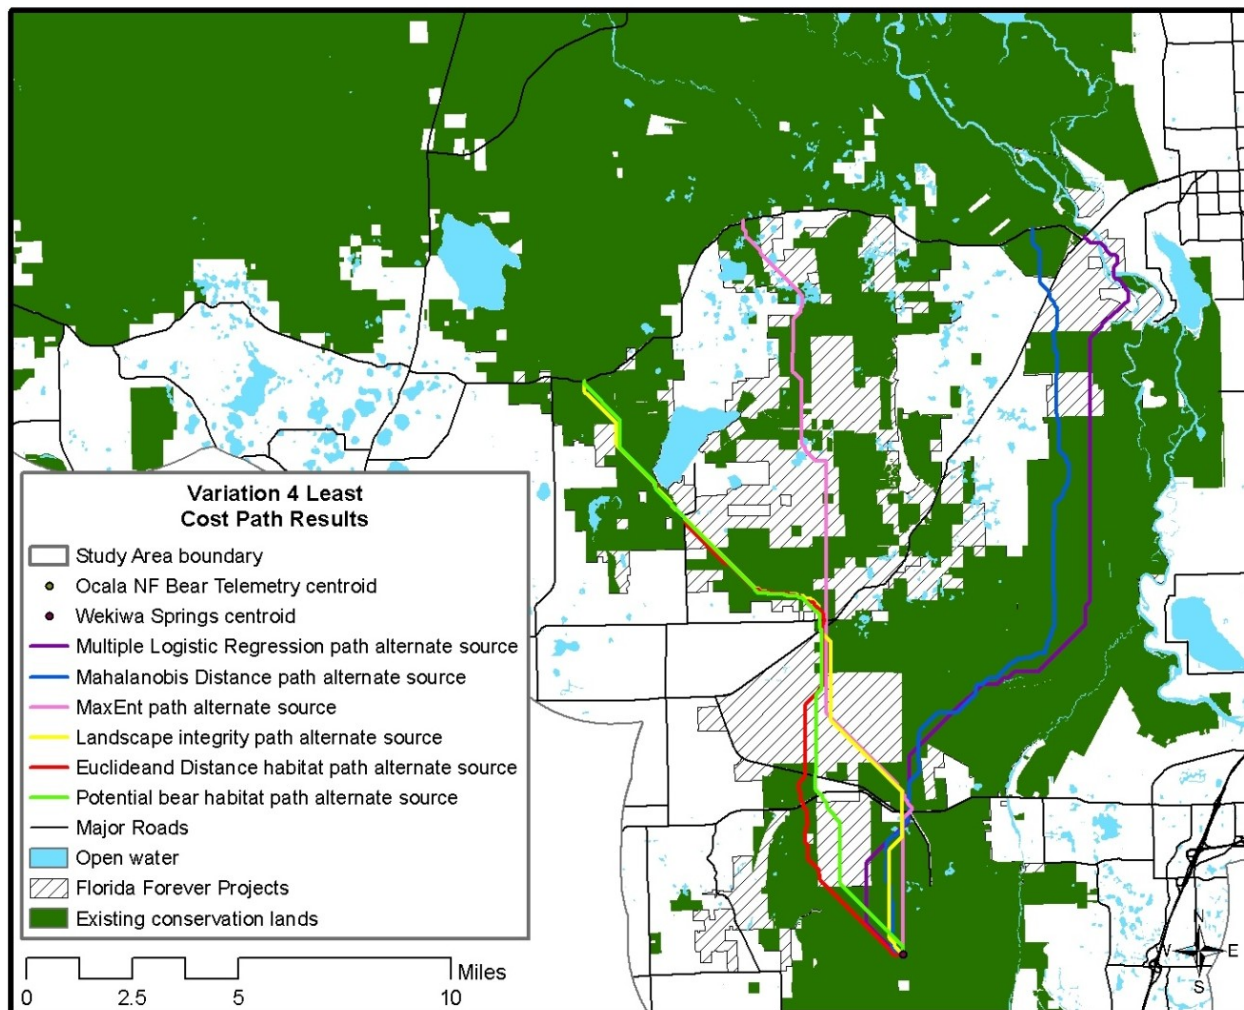 Variation 4 Least
Cost Path Results
Study Area boundary
Ocala NF Bear Telemetry centroid
Wekiwa Springs centroid
Multiple Logistic Regression path alternate source
Mahalanobis Distance path alternate source
MaxEnt path alternate source
Landscape integrity path alternate source
Euclideand Distance habitat path alternate source
Potential bear habitat path alternate source
Major Roads
Open water
Florida Forever Projects
Existing conservation lands
Miles
0 2.5 5 10
N
W E
S